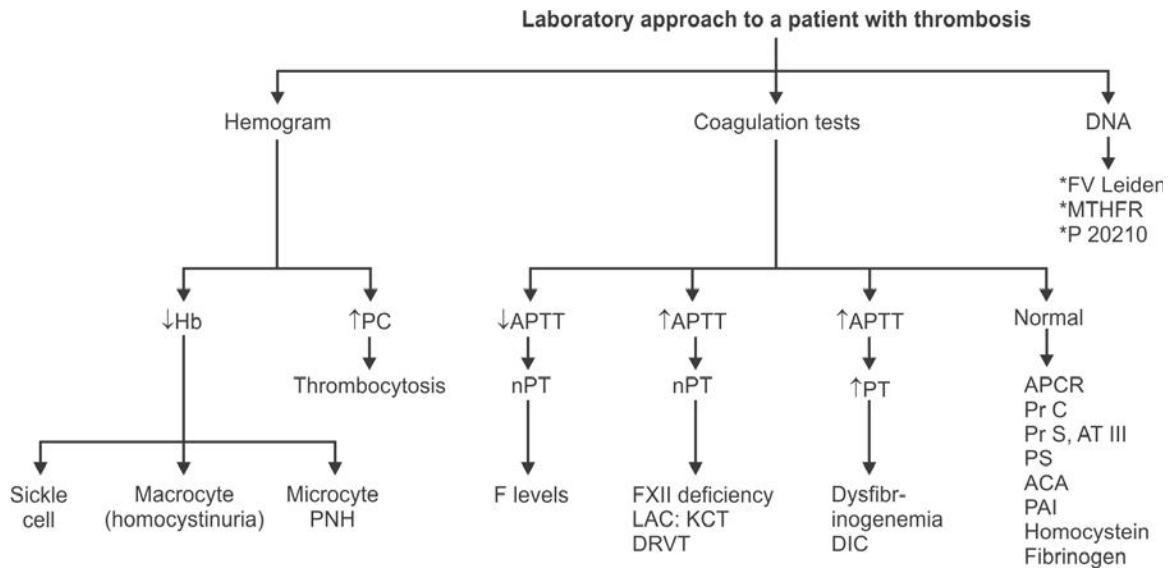 Laboratory approach to a patient with thrombosis
Hemogram
Coagulation tests
DNA
*FV Leiden
*MTHFR
*P 20210
↓Hb
↑PC
↓APTT
↑APTT
↑APTT
Normal
Thrombocytosis
nPT
nPT
↑PT
APCR
Pr C
Pr S, AT III
PS
ACA
PAI
Homocystein
Fibrinogen
Sickle
cell
Macrocyte
(homocystinuria)
Microcyte
PNH
F levels
FXII deficiency
LAC: KCT
DRVT
Dysfibr-
inogenemia
DIC